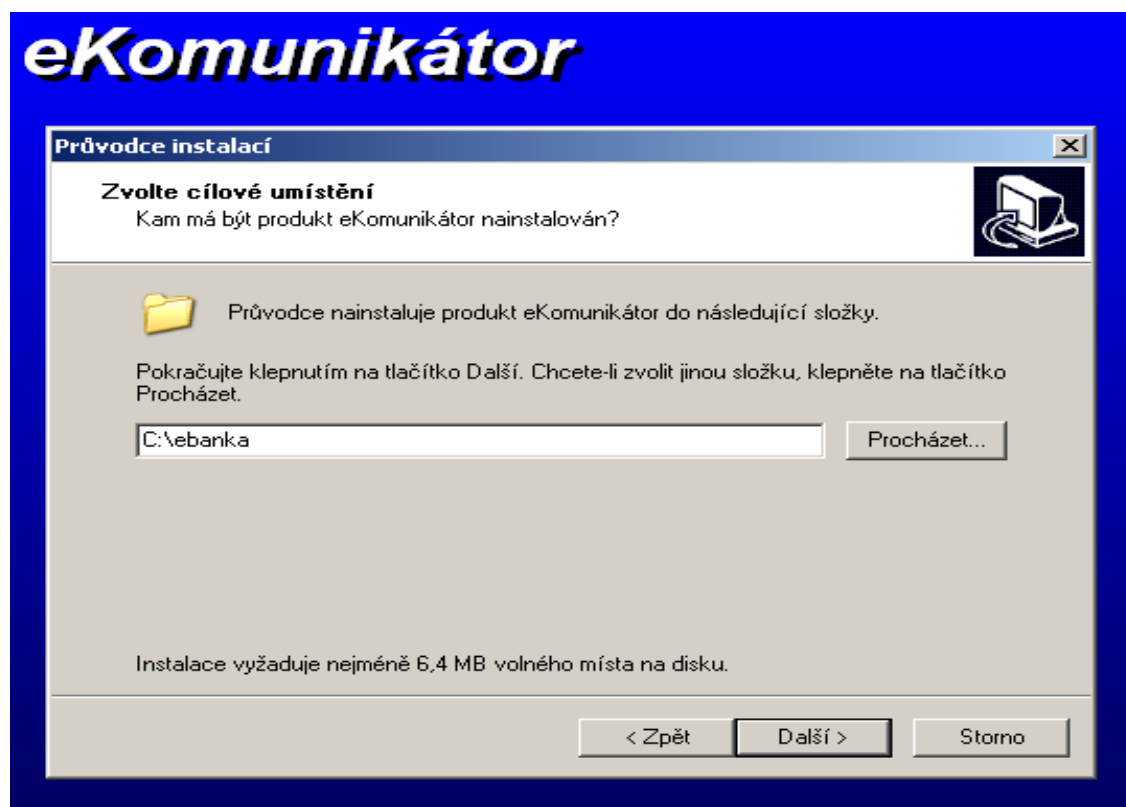 eKomunikátor
Průvodce instalací
Zvolte cílové umístění
Kam má být produkt eKomunikátor nainstalován?
Průvodce nainstaluje produkt eKomunikátor do následující složky.
Pokračujte klepnutím na tlačítko Další. Chcete-li zvolit jinou složku, klepněte na tlačítko
Procházet.
C:\ebanka
Procházet...
Instalace vyžaduje nejméně 6,4 MB volného místa na disku.
< Zpět
Další >
Storno